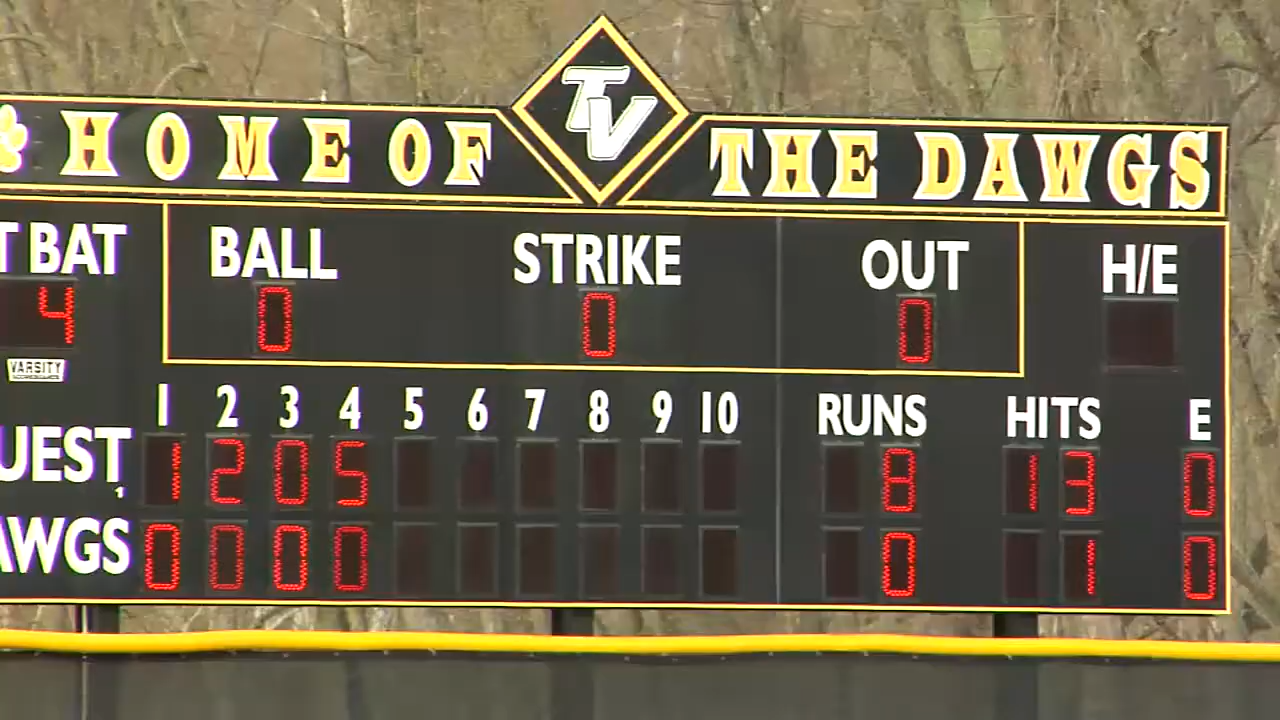 HOME OF TV THE DAWGS
T BAT BALL STRIKE OUT H/E
4 0 0 0
VARSITY
1 2 3 4 5 6 7 8 9 10 RUNS HITS E
UEST 1 2 0 5 8 13 0
AWGS 0 0 0 0 0 1 0